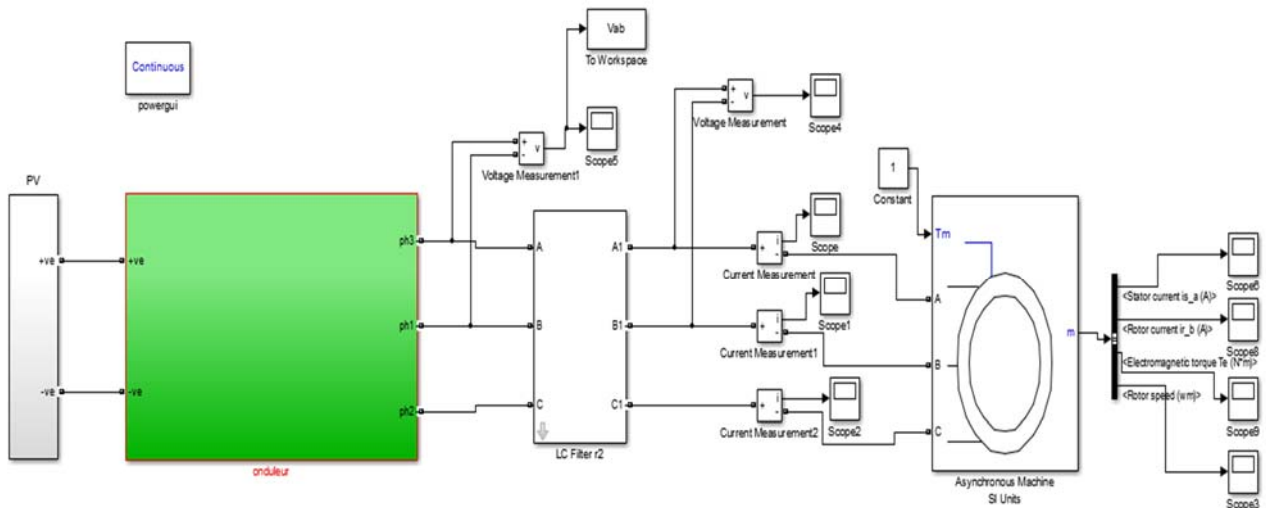 Vab
To Workspace
Continuous
powergui
+
-
v
Voltage Measurement
Scope4
+
-
v
Voltage Measurement1
Scope5
PV
+ve
-ve
+ve
-ve
ph3
ph1
ph2
onduleur
A
B
C
A1
B1
C1
LC Filter r2
+
i
-
Current Measurement
Scope
+
i
-
Current Measurement1
Scope1
+
i
-
Current Measurement2
Scope2
1
Constant
Tm
A
B
C
m
Asynchronous Machine
SI Units
<Stator current is_a (A)>
<Rotor current ir_b (A)>
<Electromagnetic torque Te (N*m)>
<Rotor speed (wm)>
Scope6
Scope8
Scope9
Scope3